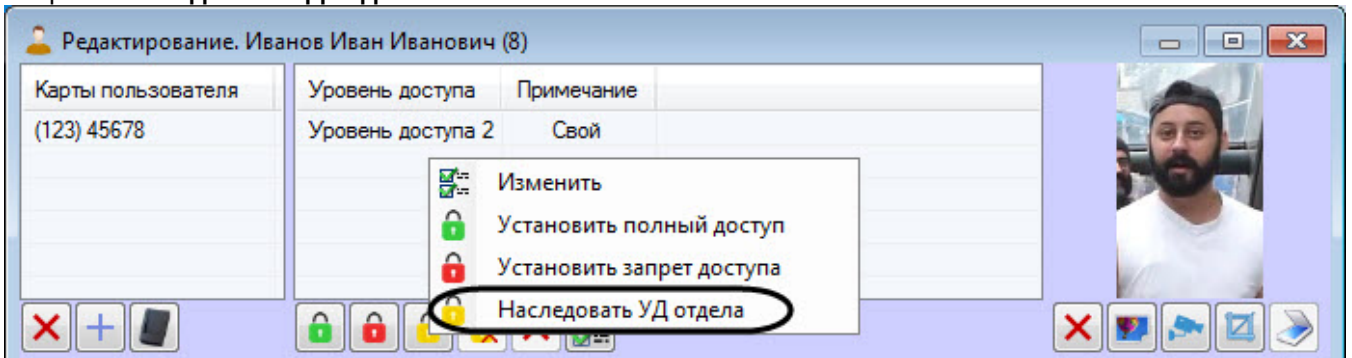 Редактирование. Иванов Иван Иванович (8)
Карты пользователя
Уровень доступа
Примечание
(123) 45678
Уровень доступа 2
Свой
Изменить
Установить полный доступ
Установить запрет доступа
Наследовать УД отдела